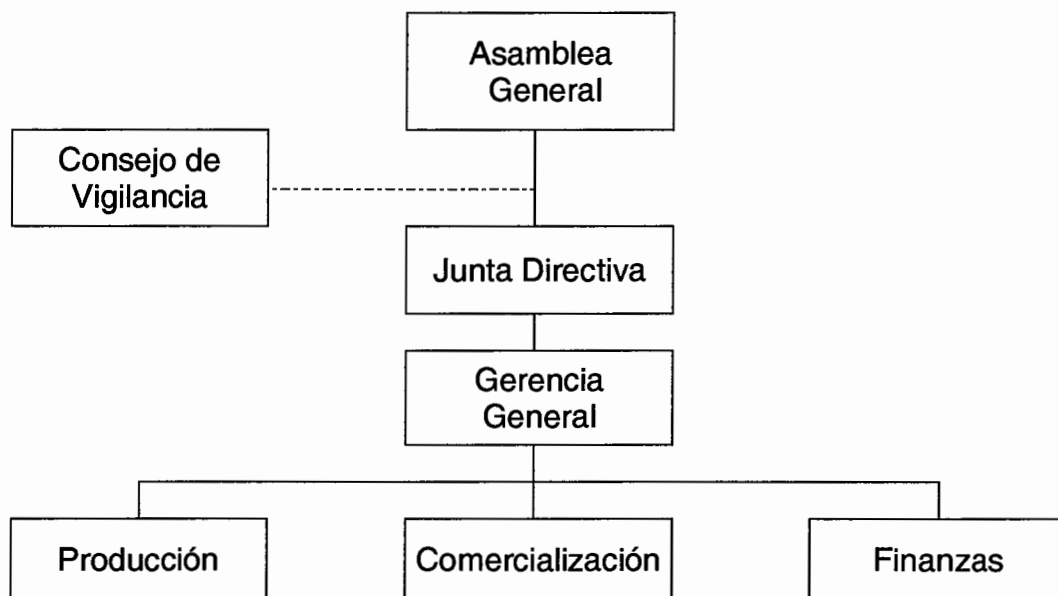 Asamblea
General
Consejo de
Vigilancia
Junta Directiva
Gerencia
General
Producción
Comercialización
Finanzas